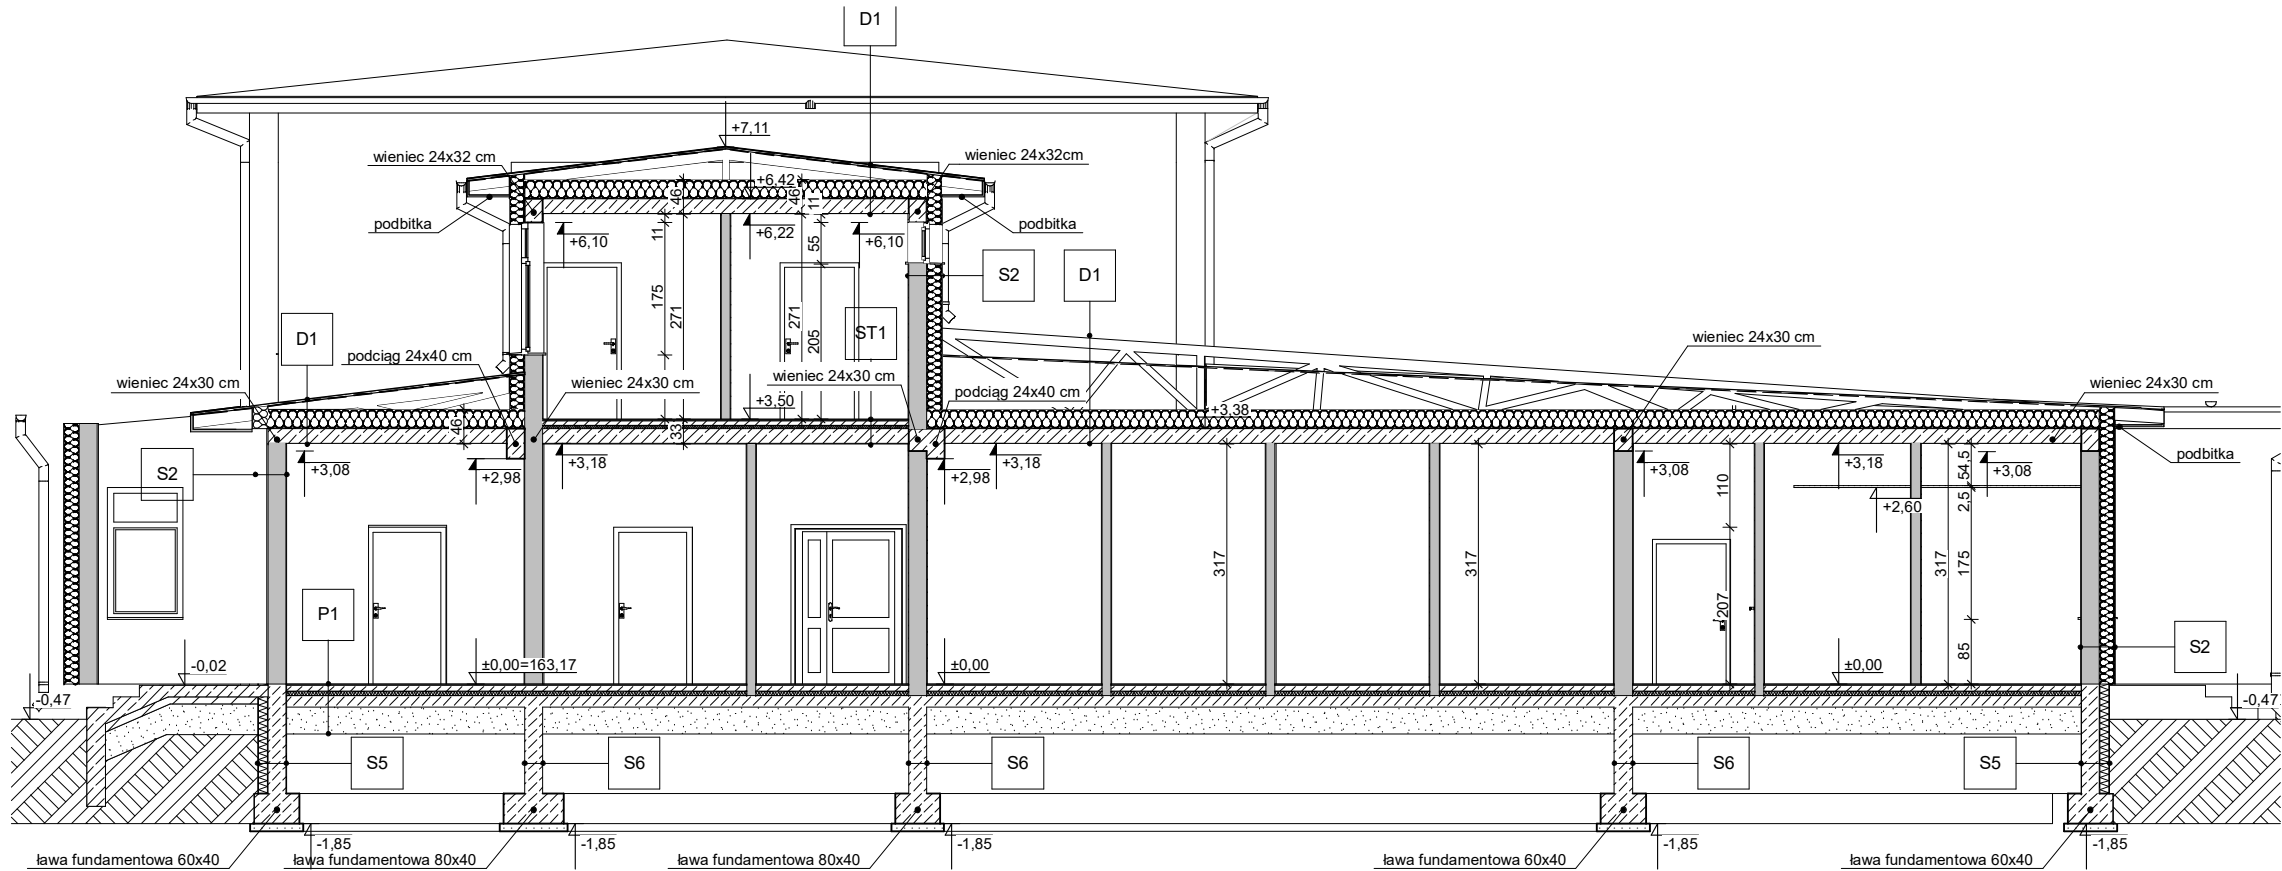 D1
+7,11
wieniec 24x32 cm
wieniec 24x32cm
+6,42
46
46
11
podbitka
podbitka
+6,10
11
+6,22
55
+6,10
S2
D1
175
271
271
205
ST1
D1
podciąg 24x40 cm
wieniec 24x30 cm
wieniec 24x30 cm
wieniec 24x30 cm
wieniec 24x30 cm
podciąg 24x40 cm
wieniec 24x30 cm
+3,50
+3,38
46
33
S2
+3,08
+2,98
+3,18
+2,98
+3,18
+3,08
110
+3,18
54,5
+3,08
podbitka
2,5
+2,60
317
317
317
175
207
P1
85
S2
-0,02
±0,00=163,17
±0,00
±0,00
-0,47
-0,47
S5
S6
S6
S6
S5
-1,85
-1,85
-1,85
-1,85
-1,85
ława fundamentowa 60x40
ława fundamentowa 80x40
ława fundamentowa 80x40
ława fundamentowa 60x40
ława fundamentowa 60x40